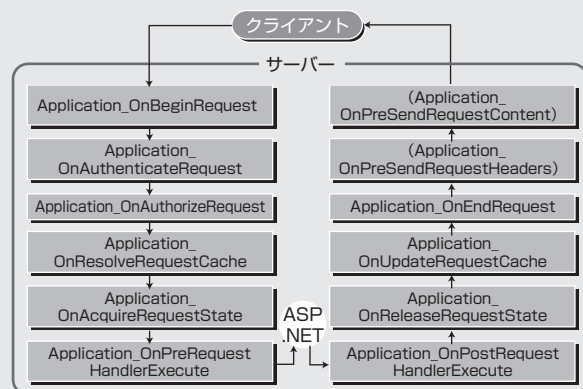 クライアント
サーバー
Application_OnBeginRequest
Application_
OnAuthenticateRequest
Application_OnAuthorizeRequest
Application_
OnResolveRequestCache
Application_
OnAcquireRequestState
Application_OnPreRequest
HandlerExecute
ASP
.NET
Application_OnPostRequest
HandlerExecute
Application_
OnReleaseRequestState
Application_
OnUpdateRequestCache
Application_OnEndRequest
(Application_
OnPreSendRequestHeaders)
(Application_
OnPreSendRequestContent)